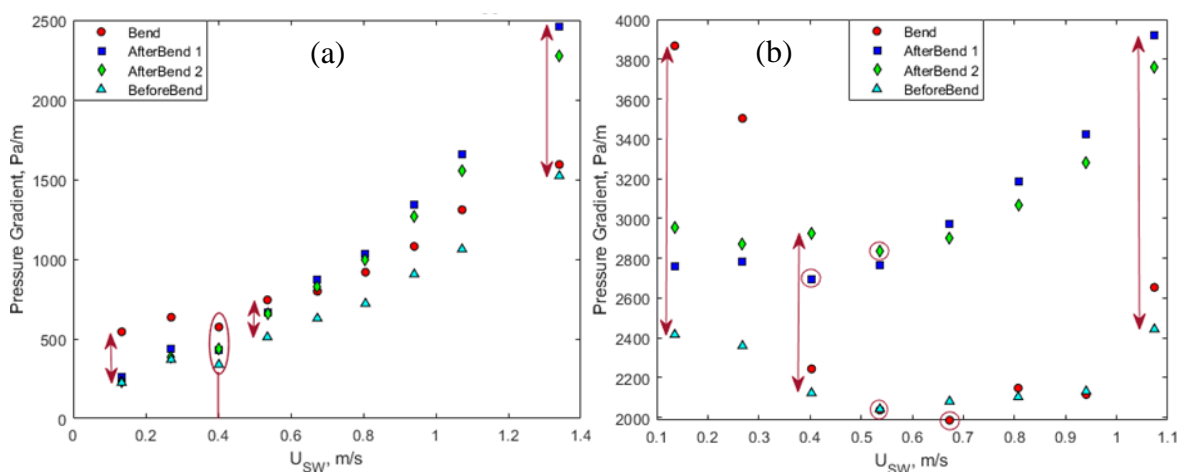 (a)
Bend
AfterBend 1
AfterBend 2
BeforeBend
Pressure Gradient, Pa/m
2500
2000
1500
1000
500
0
0 0.2 0.4 0.6 0.8 1 1.2 1.4
U_SW, m/s
(b)
Bend
AfterBend 1
AfterBend 2
BeforeBend
Pressure Gradient, Pa/m
4000
3800
3600
3400
3200
3000
2800
2600
2400
2200
2000
0.1 0.2 0.3 0.4 0.5 0.6 0.7 0.8 0.9 1 1.1
U_SW, m/s